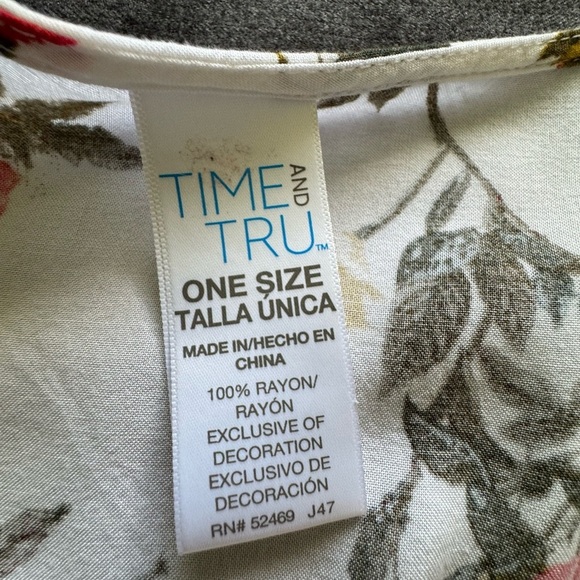 TIME AND
TRU™
ONE SIZE
TALLA ÚNICA
MADE IN/HECHO EN
CHINA
100% RAYON/
RAYÓN
EXCLUSIVE OF
DECORATION
EXCLUSIVO DE
DECORACIÓN
RN# 52469 J47